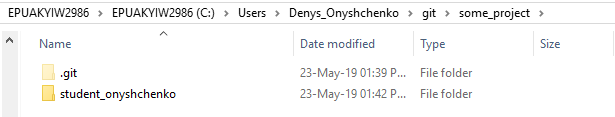 EPUAKYIW2986 > EPUAKYIW2986 (C:) > Users > Denys_Onyshchenko > git > some_project >
Name Date modified Type Size
.git 23-May-19 01:39 P... File folder
student_onyshchenko 23-May-19 01:42 P... File folder